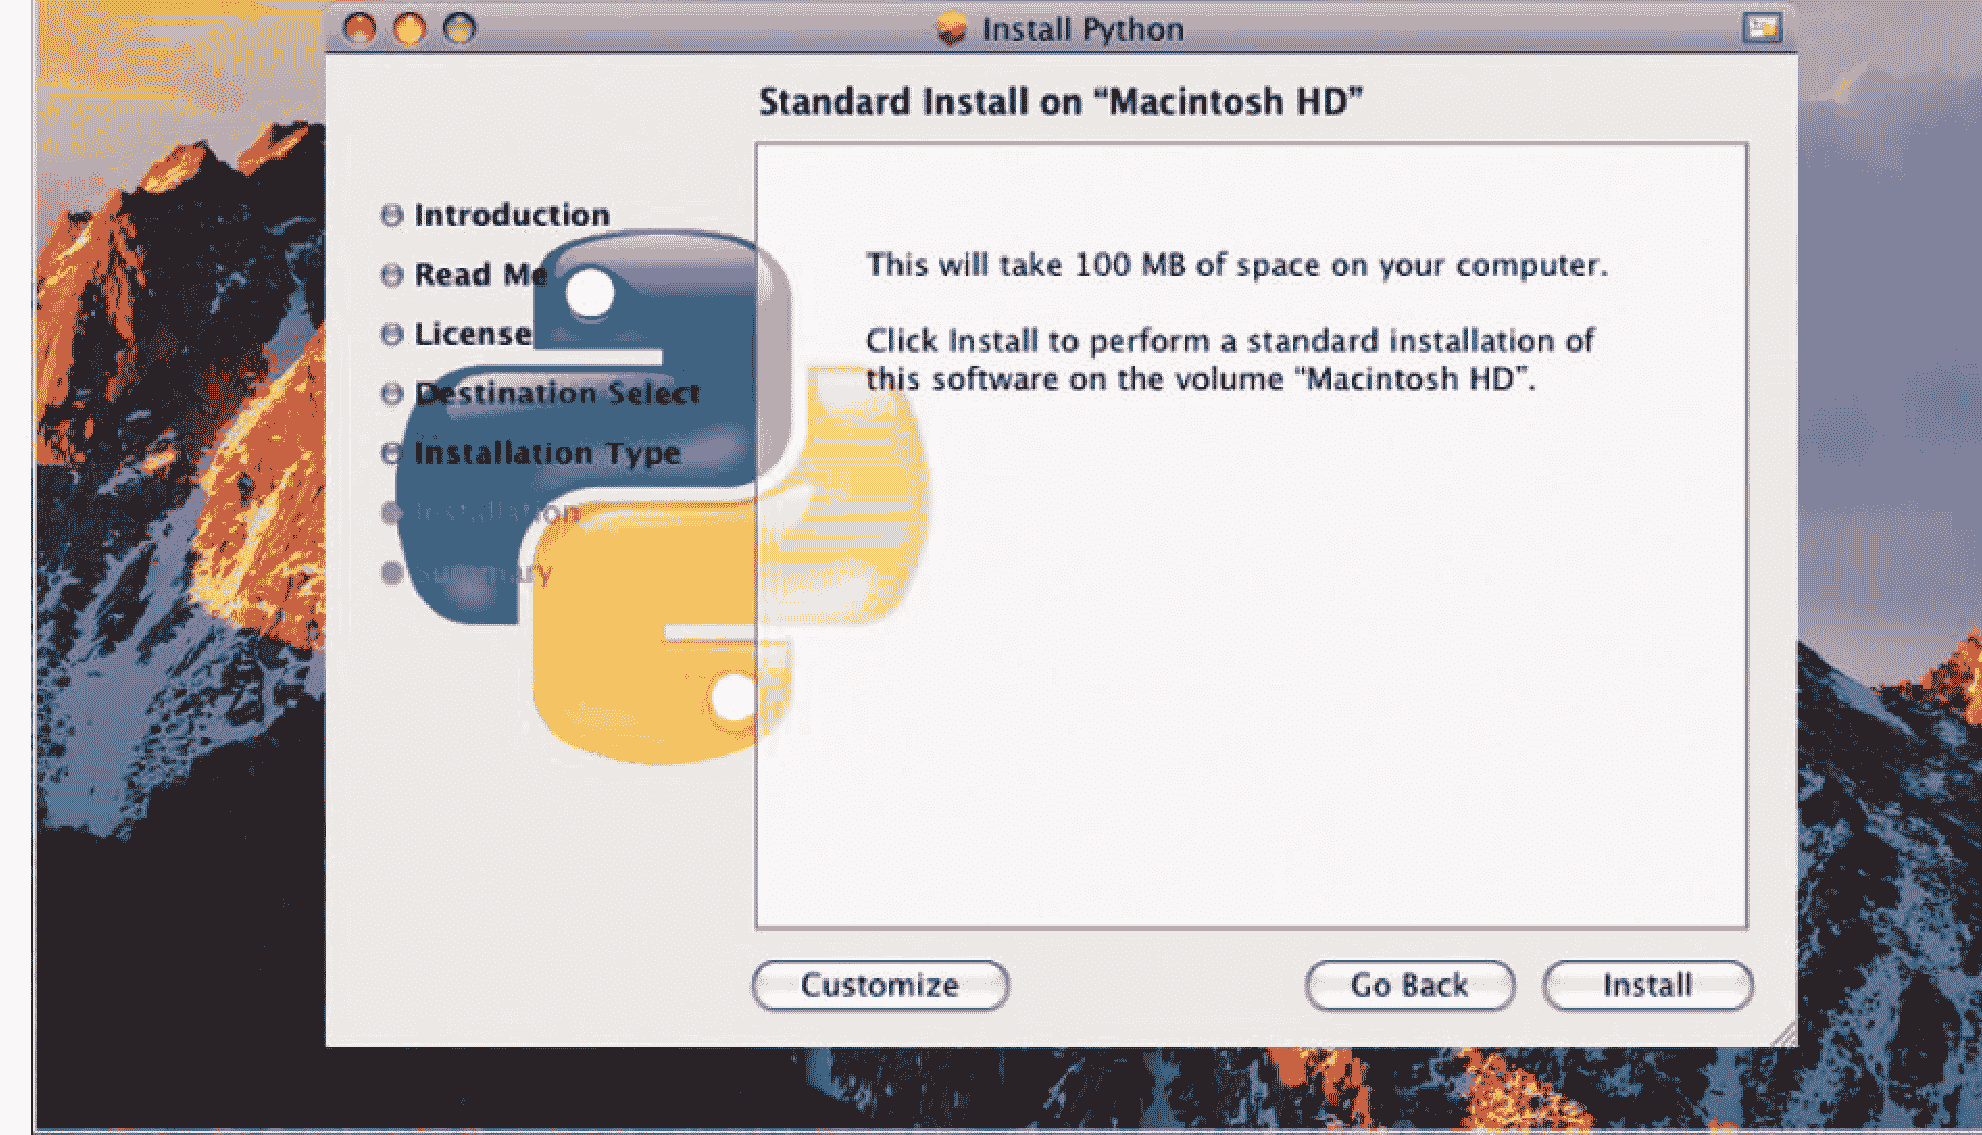 Install Python
Standard Install on “Macintosh HD”
Introduction
Read Me
License
Destination Select
Installation Type
Installation
Summary
This will take 100 MB of space on your computer.
Click Install to perform a standard installation of
this software on the volume “Macintosh HD”.
Customize
Go Back
Install